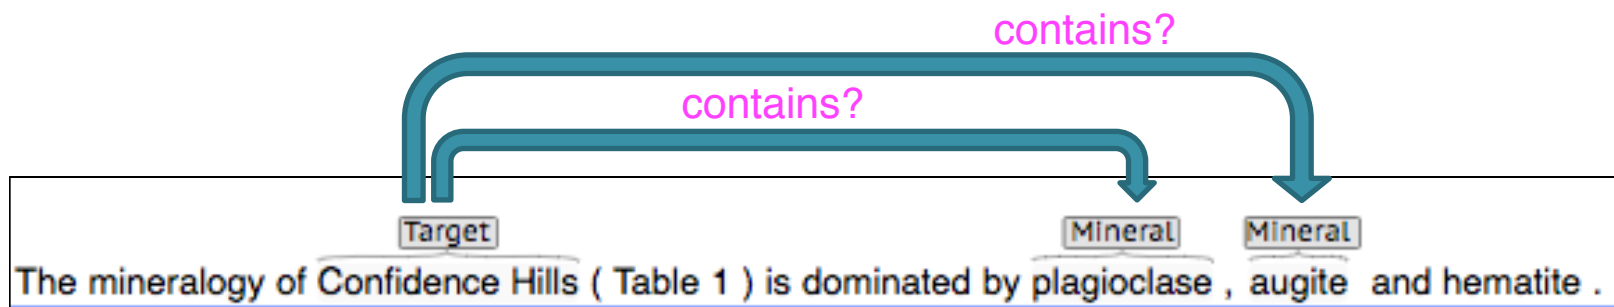 contains?
contains?
Target Mineral Mineral
The mineralogy of Confidence Hills ( Table 1 ) is dominated by plagioclase , augite and hematite .